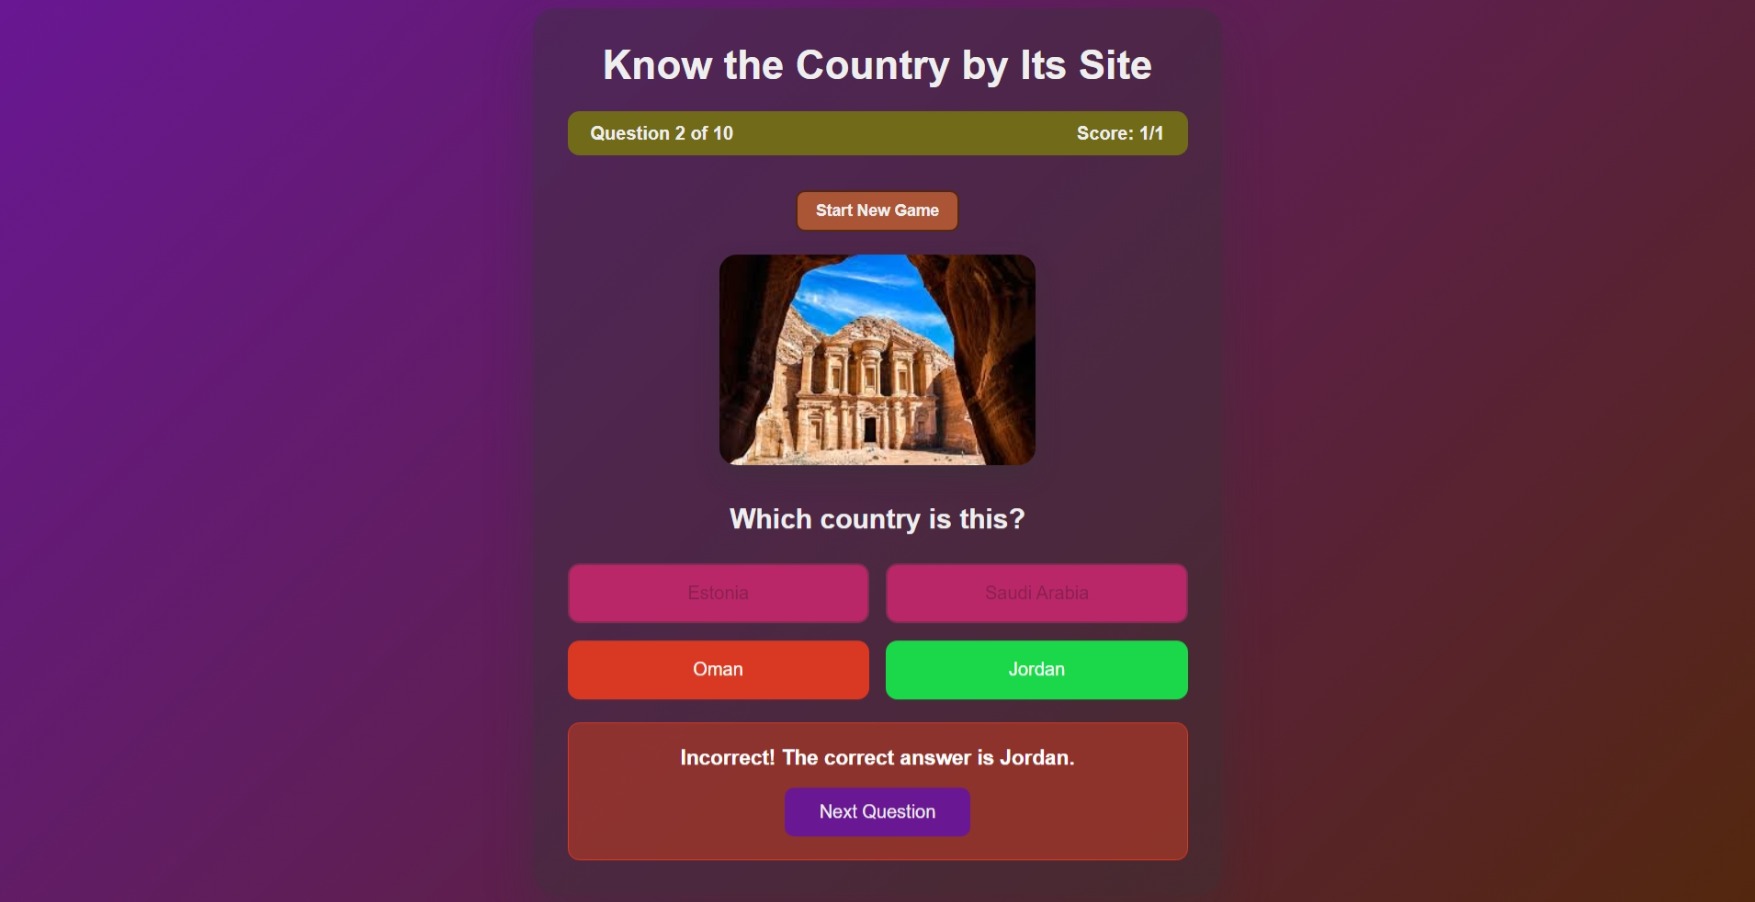 Know the Country by Its Site
Question 2 of 10
Score: 1/1
Start New Game
Which country is this?
Estonia
Saudi Arabia
Oman
Jordan
Incorrect! The correct answer is Jordan.
Next Question